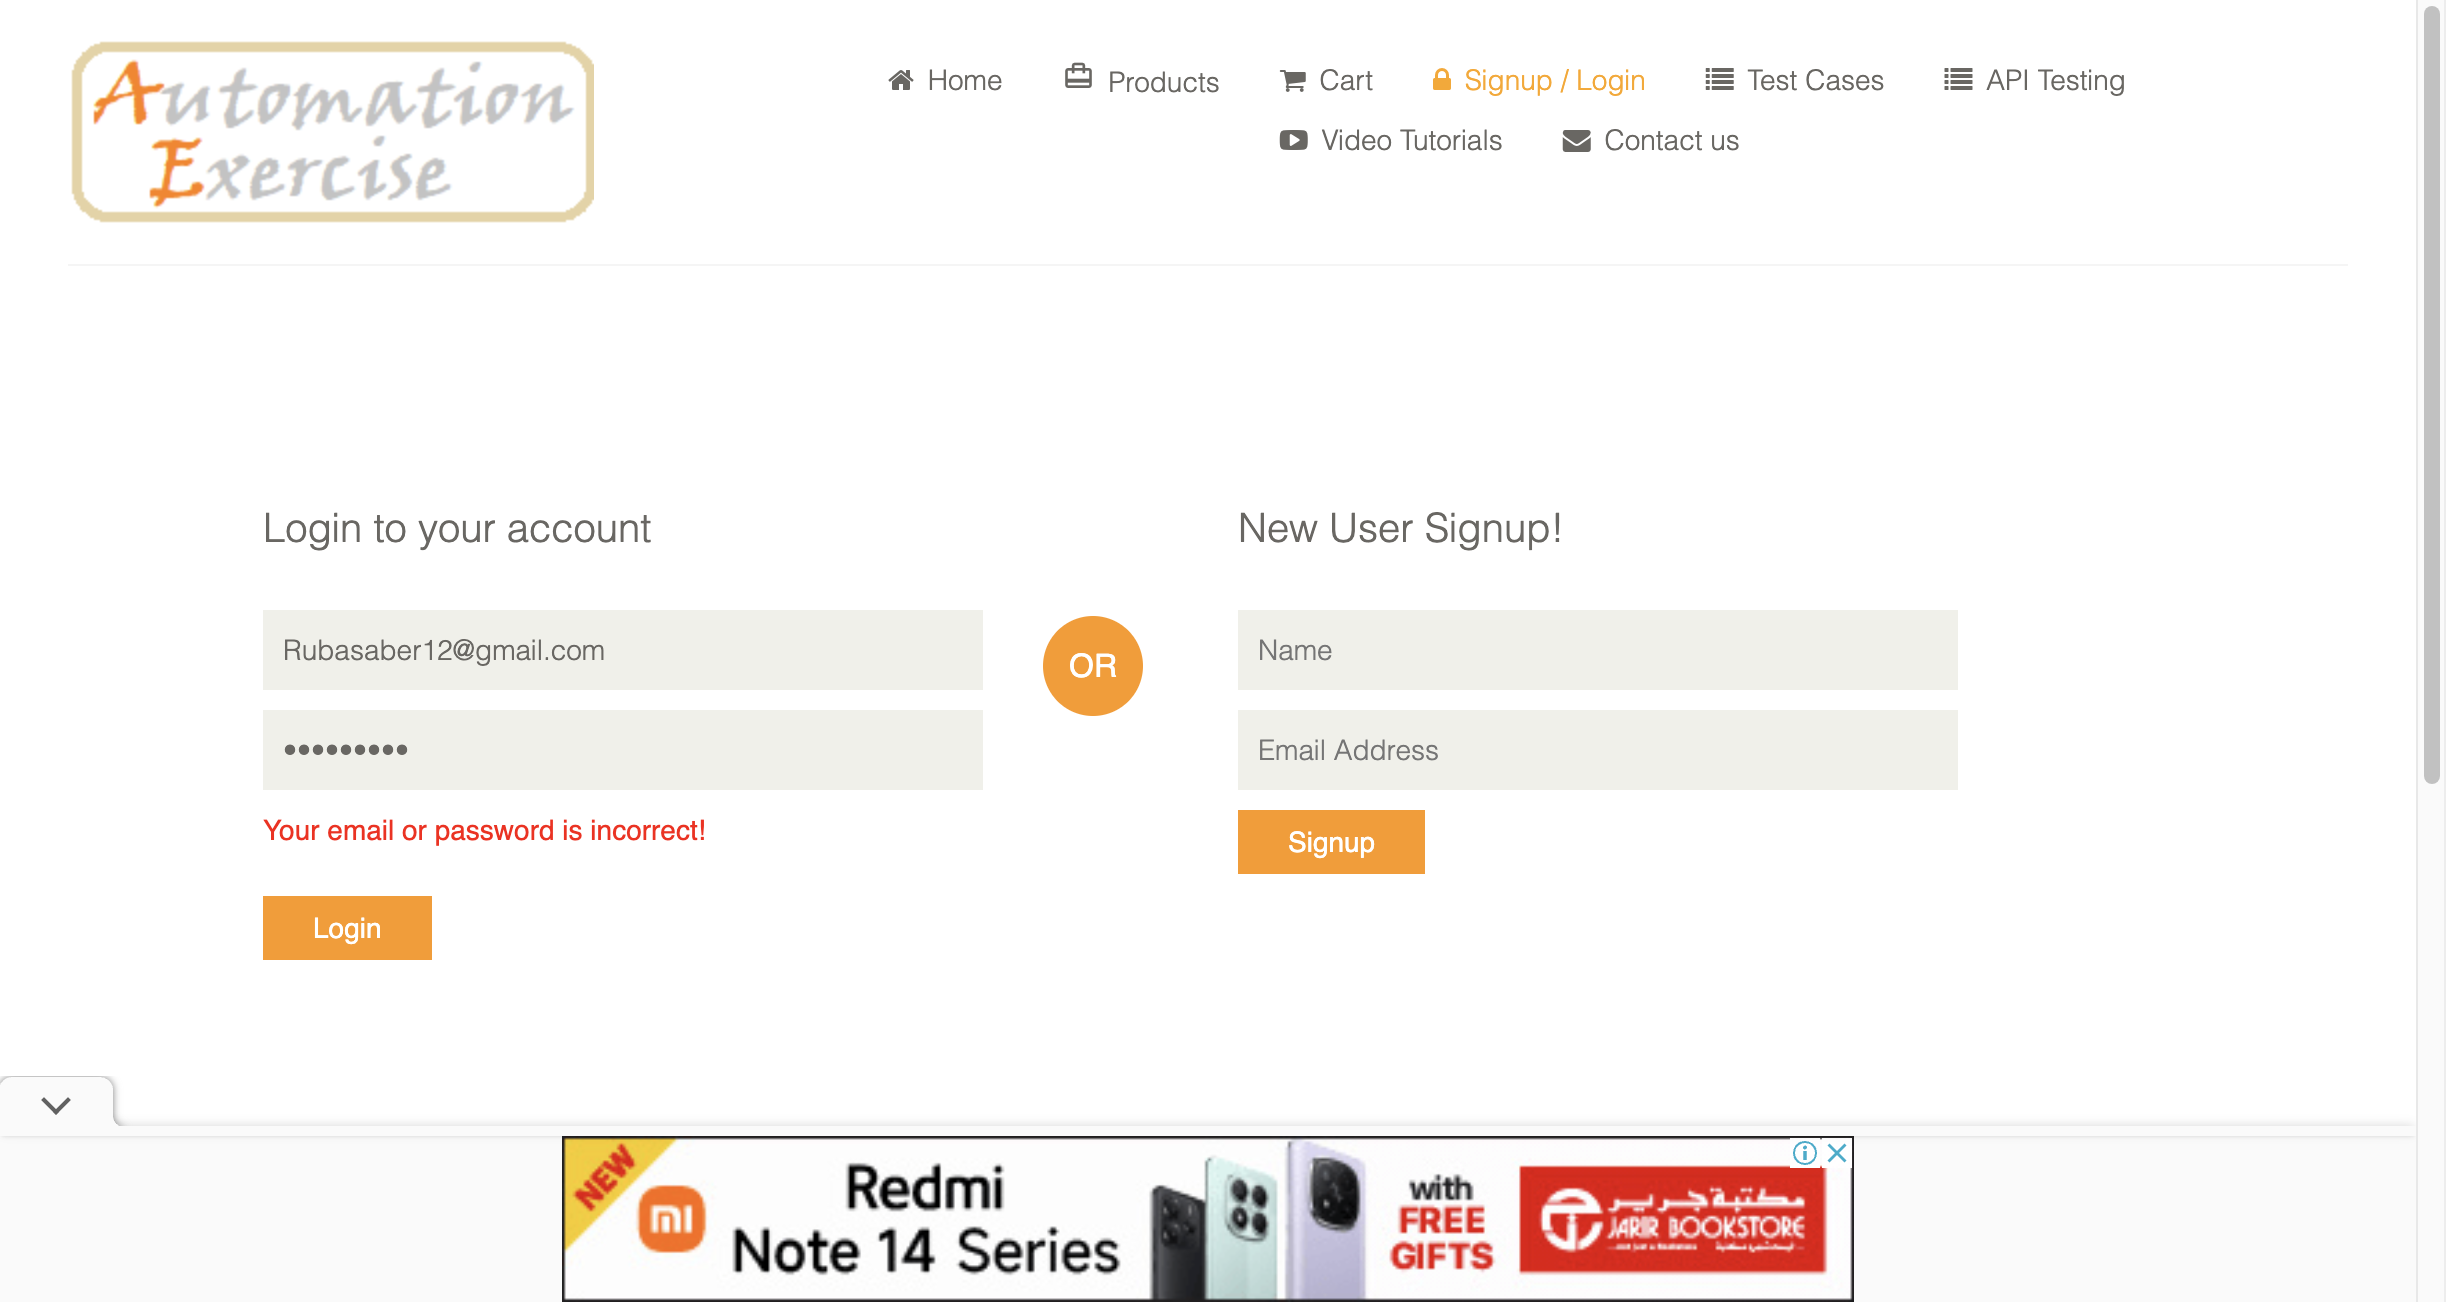 Automation
Exercise
Home
Products
Cart
Signup / Login
Test Cases
API Testing
Video Tutorials
Contact us
Login to your account
New User Signup!
Rubasaber12@gmail.com
OR
Name
•••••••••
Email Address
Your email or password is incorrect!
Signup
Login
NEW
mi
Redmi
Note 14 Series
with
FREE
GIFTS
مكتبة جرير
JARIR BOOKSTORE